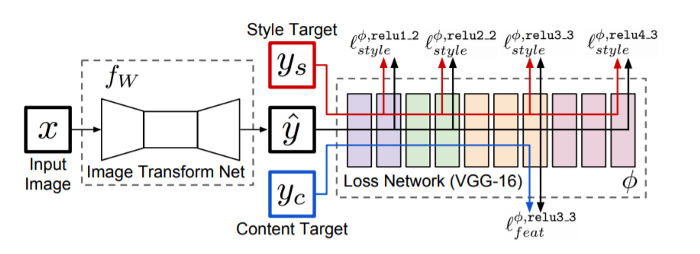 Style Target
ℓ^{ϕ,relu1_2}_{style} ℓ^{ϕ,relu2_2}_{style} ℓ^{ϕ,relu3_3}_{style} ℓ^{ϕ,relu4_3}_{style}
f_W
y_s
x
ŷ
Input
Image
Image Transform Net
y_c
Loss Network (VGG-16)
ϕ
Content Target
ℓ^{ϕ,relu3_3}_{feat}